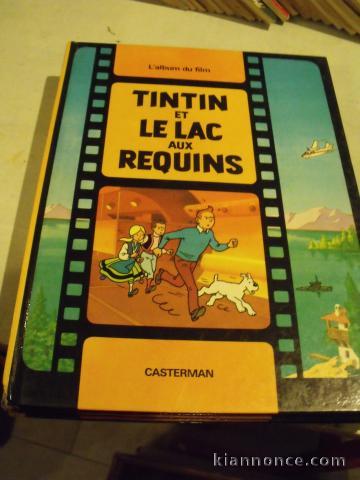 L'album du film
TINTIN
ET
LE LAC
AUX
REQUINS
CASTERMAN
kiannonce.com